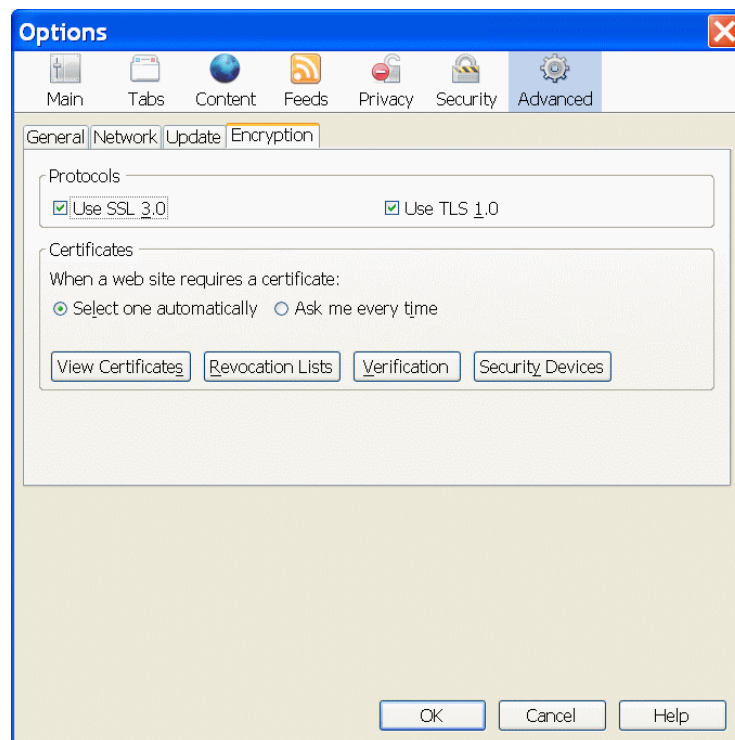 Options
Main Tabs Content Feeds Privacy Security Advanced
General Network Update Encryption
Protocols
Use SSL 3.0 Use TLS 1.0
Certificates
When a web site requires a certificate:
Select one automatically Ask me every time
View Certificates Revocation Lists Verification Security Devices
OK Cancel Help